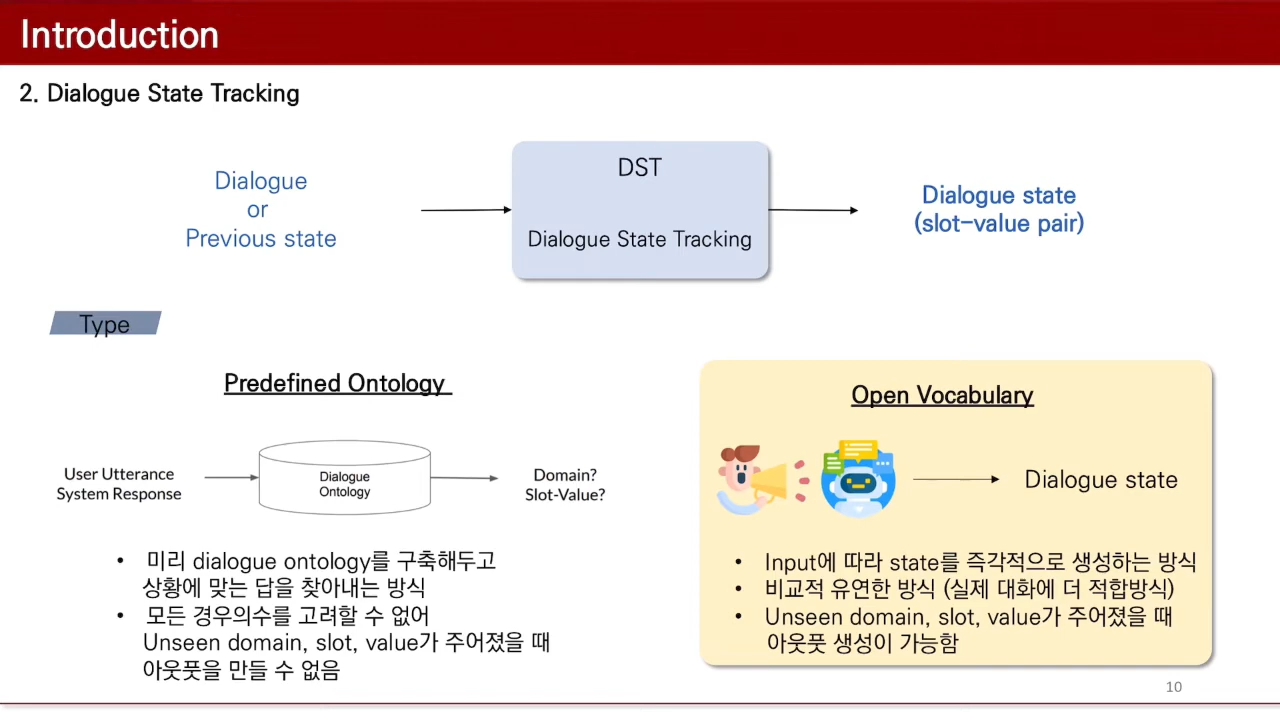 Introduction
2. Dialogue State Tracking
Dialogue
or
Previous state
DST
Dialogue State Tracking
Dialogue state
(slot-value pair)
Type
Predefined Ontology
User Utterance
System Response
Dialogue
Ontology
Domain?
Slot-Value?
• 미리 dialogue ontology를 구축해두고
상황에 맞는 답을 찾아내는 방식
• 모든 경우의수를 고려할 수 없어
Unseen domain, slot, value가 주어졌을 때
아웃풋을 만들 수 없음
Open Vocabulary
Dialogue state
• Input에 따라 state를 즉각적으로 생성하는 방식
• 비교적 유연한 방식 (실제 대화에 더 적합방식)
• Unseen domain, slot, value가 주어졌을 때
아웃풋 생성이 가능함
10